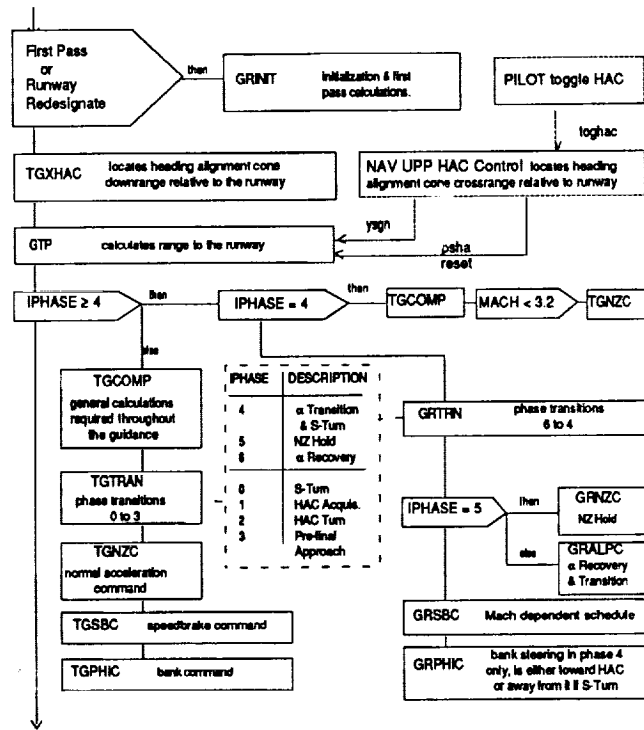 First Pass
or
Runway
Redesignate
then
GRINIT
initialization & first
pass calculations.
PILOT toggle HAC
toghac
TGXHAC
locates heading alignment cone
downrange relative to the runway
NAV UPP HAC Control locates heading
alignment cone crossrange relative to runway
ysgn
psha
reset
GTP
calculates range to the runway
IPHASE ≥ 4
then
IPHASE = 4
then
TGCOMP
MACH < 3.2
TGNZC
else
TGCOMP
general calculations
required throughout
the guidance
TGTRAN
phase transitions
0 to 3
TGNZC
normal acceleration
command
TGSBC
speedbrake command
TGPHIC
bank command
IPHASE
DESCRIPTION
4
α Transition
& S-Turn
5
NZ Hold
6
α Recovery
0
S-Turn
1
HAC Acquis.
2
HAC Turn
3
Pre-final
Approach
GRTRN
phase transitions
6 to 4
IPHASE = 5
then
GRNZC
NZ Hold
else
GRALPC
α Recovery
& Transition
GRSBC
Mach dependent schedule
GRPHIC
bank steering in phase 4
only, is either toward HAC
or away from it if S-Turn